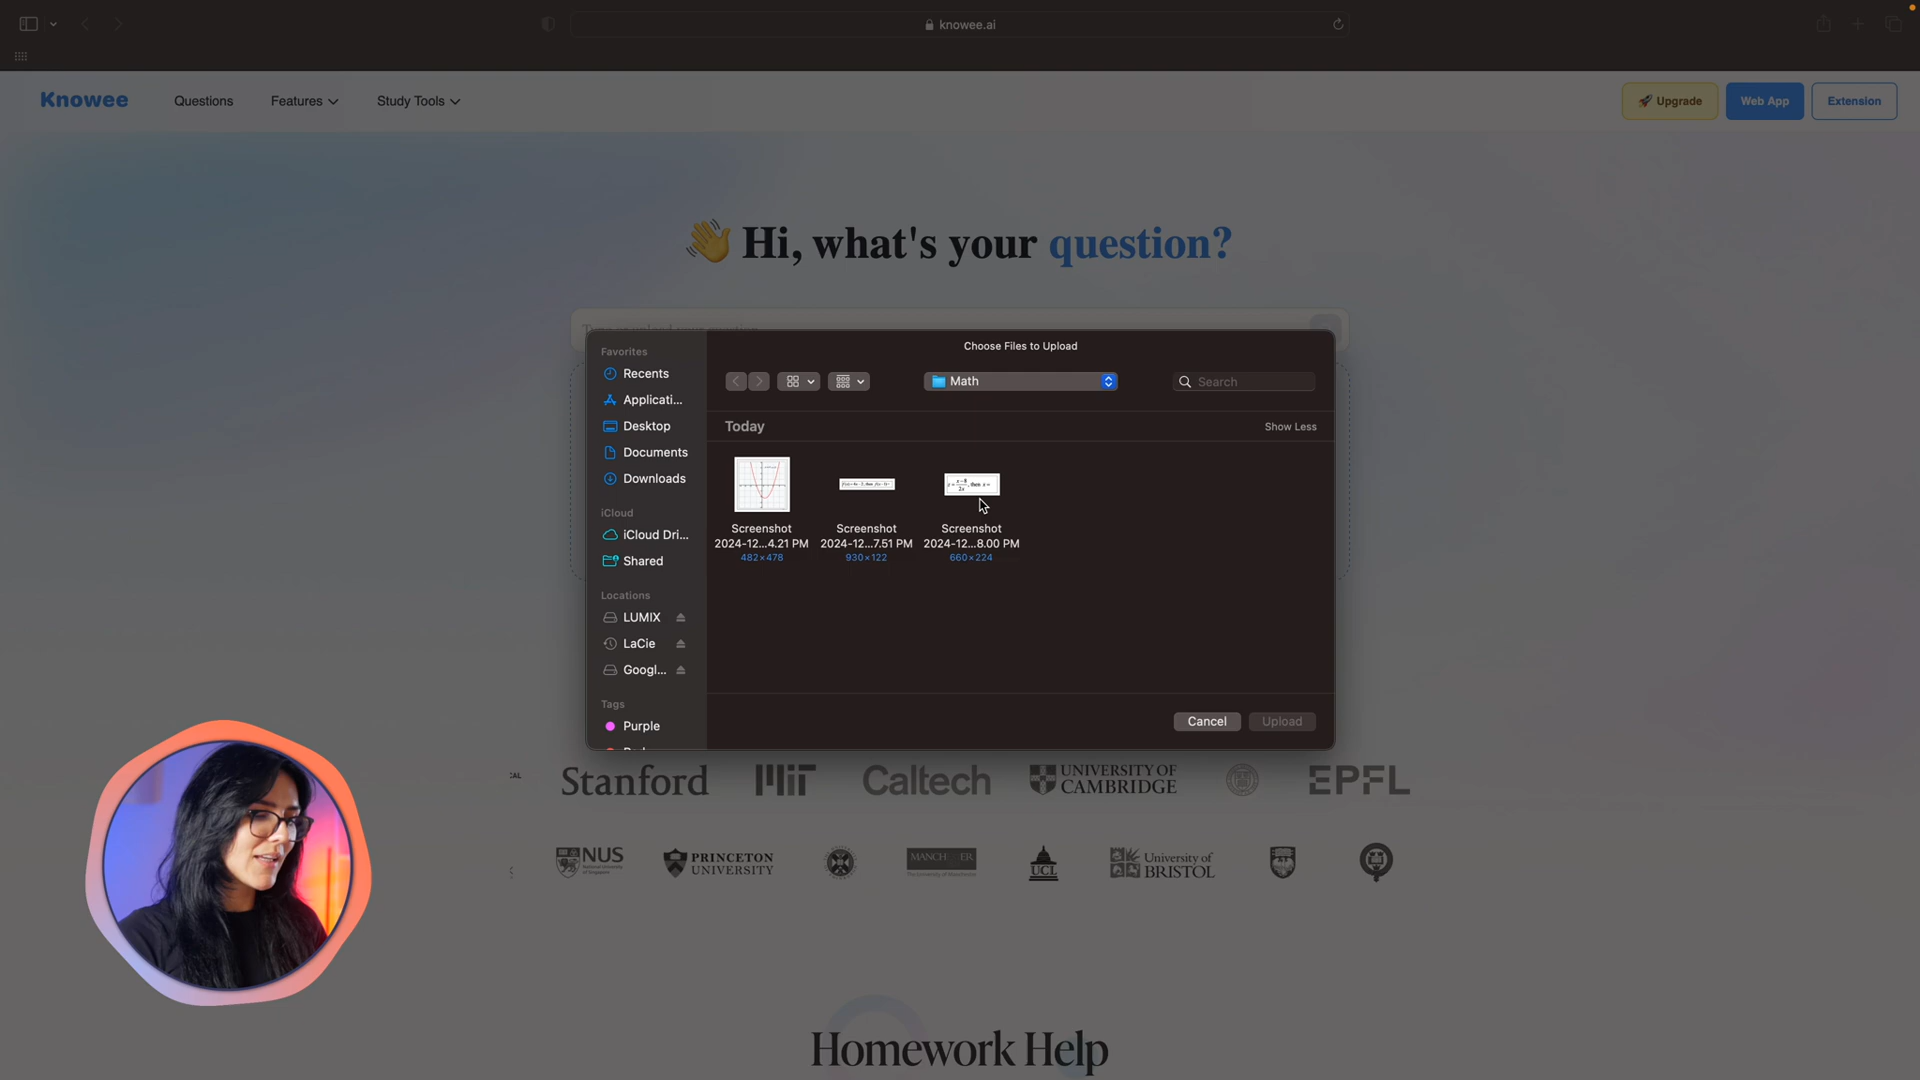 knowee.ai
Knowee
Questions
Features
Study Tools
🚀 Upgrade
Web App
Extension
👋 Hi, what's your question?
Choose Files to Upload
Favorites
Recents
Applicati...
Desktop
Documents
Downloads
iCloud
iCloud Dri...
Shared
Locations
LUMIX
LaCie
Googl...
Tags
Purple
Math
Search
Today
Show Less
Screenshot
2024-12...4.21 PM
482×478
Screenshot
2024-12...7.51 PM
930×122
Screenshot
2024-12...8.00 PM
660×224
Cancel
Upload
Stanford
MIT
Caltech
UNIVERSITY OF
CAMBRIDGE
EPFL
NUS
PRINCETON
UNIVERSITY
UCL
University of
BRISTOL
Homework Help